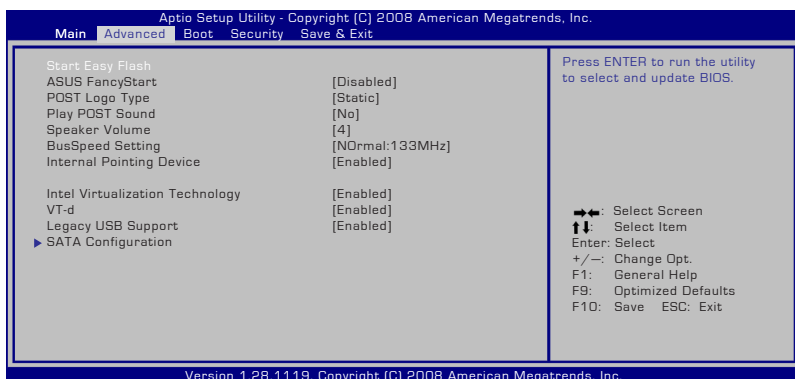 Aptio Setup Utility - Copyright (C) 2008 American Megatrends, Inc.
Main Advanced Boot Security Save & Exit
Start Easy Flash
ASUS FancyStart [Disabled]
POST Logo Type [Static]
Play POST Sound [No]
Speaker Volume [4]
BusSpeed Setting [NOrmal:133MHz]
Internal Pointing Device [Enabled]
Intel Virtualization Technology [Enabled]
VT-d [Enabled]
Legacy USB Support [Enabled]
SATA Configuration
Press ENTER to run the utility
to select and update BIOS.
→←: Select Screen
↑↓: Select Item
Enter: Select
+/—: Change Opt.
F1: General Help
F9: Optimized Defaults
F10: Save ESC: Exit
Version 1.28.1119. Copyright (C) 2008 American Megatrends, Inc.